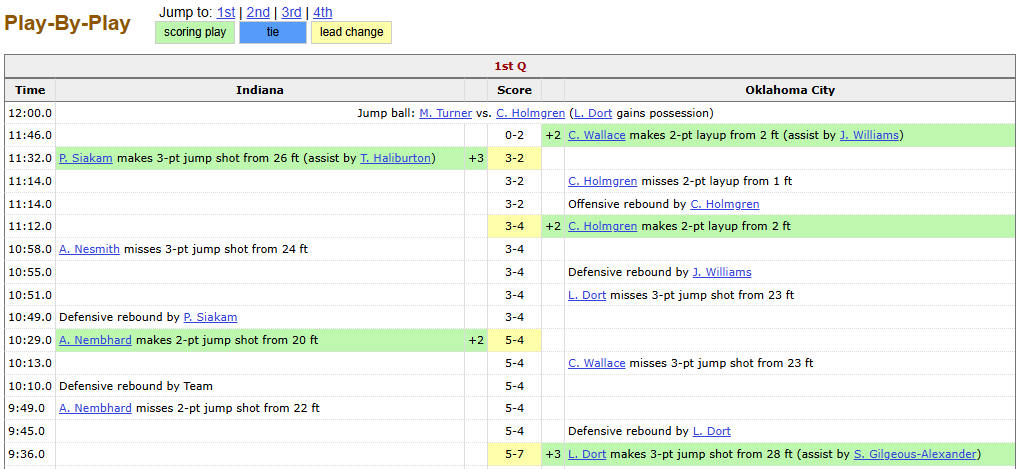 Play-By-Play
Jump to: 1st | 2nd | 3rd | 4th
scoring play tie lead change
1st Q
Time Indiana Score Oklahoma City
12:00.0 Jump ball: M. Turner vs. C. Holmgren (L. Dort gains possession)
11:46.0 0-2 +2 C. Wallace makes 2-pt layup from 2 ft (assist by J. Williams)
11:32.0 P. Siakam makes 3-pt jump shot from 26 ft (assist by T. Haliburton) +3 3-2
11:14.0 3-2 C. Holmgren misses 2-pt layup from 1 ft
11:14.0 3-2 Offensive rebound by C. Holmgren
11:12.0 3-4 +2 C. Holmgren makes 2-pt layup from 2 ft
10:58.0 A. Nesmith misses 3-pt jump shot from 24 ft 3-4
10:55.0 3-4 Defensive rebound by J. Williams
10:51.0 3-4 L. Dort misses 3-pt jump shot from 23 ft
10:49.0 Defensive rebound by P. Siakam 3-4
10:29.0 A. Nembhard makes 2-pt jump shot from 20 ft +2 5-4
10:13.0 5-4 C. Wallace misses 3-pt jump shot from 23 ft
10:10.0 Defensive rebound by Team 5-4
9:49.0 A. Nembhard misses 2-pt jump shot from 22 ft 5-4
9:45.0 5-4 Defensive rebound by L. Dort
9:36.0 5-7 +3 L. Dort makes 3-pt jump shot from 28 ft (assist by S. Gilgeous-Alexander)